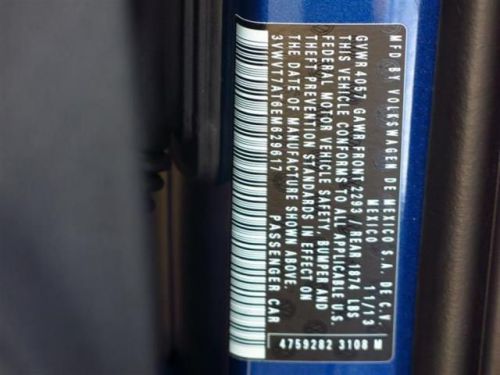 MFD BY VOLKSWAGEN DE MEXICO S.A. DE C.V.
MEXICO 11/13
GVWR 4057 GAWR FRONT 2293 / REAR 1874 LBS
THIS VEHICLE CONFORMS TO ALL APPLICABLE U.S.
FEDERAL MOTOR VEHICLE SAFETY, BUMPER AND
THEFT PREVENTION STANDARDS IN EFFECT ON
THE DATE OF MANUFACTURE SHOWN ABOVE.
3VW1T7AT6EM629617 PASSENGER CAR
4759282 3108 M